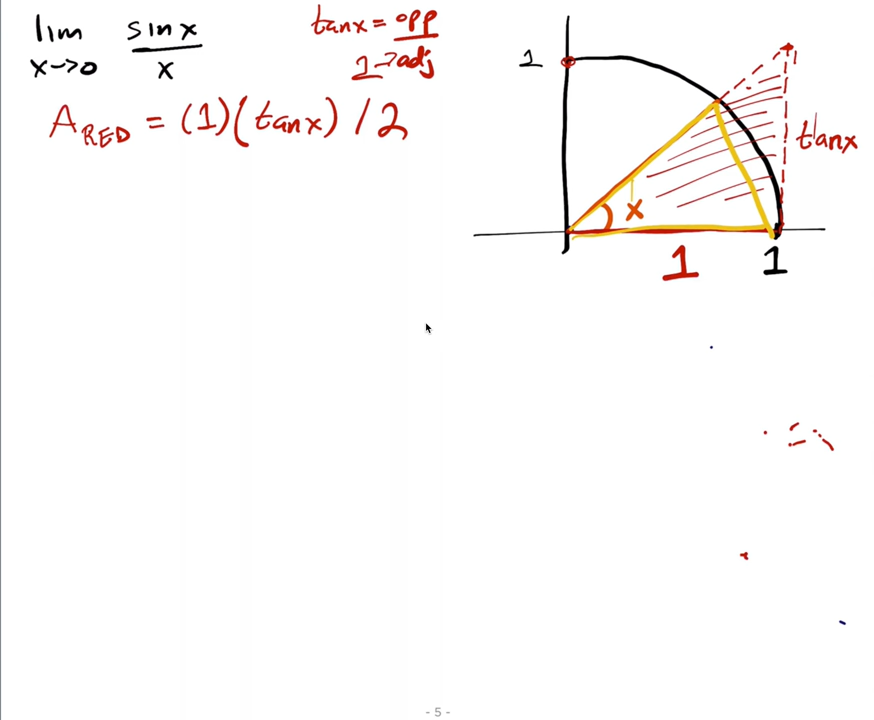 lim sin x
x→0 x
tan x = opp
1→adj
A_RED = (1)(tan x) / 2
1
tan x
x
1 1
- 5 -